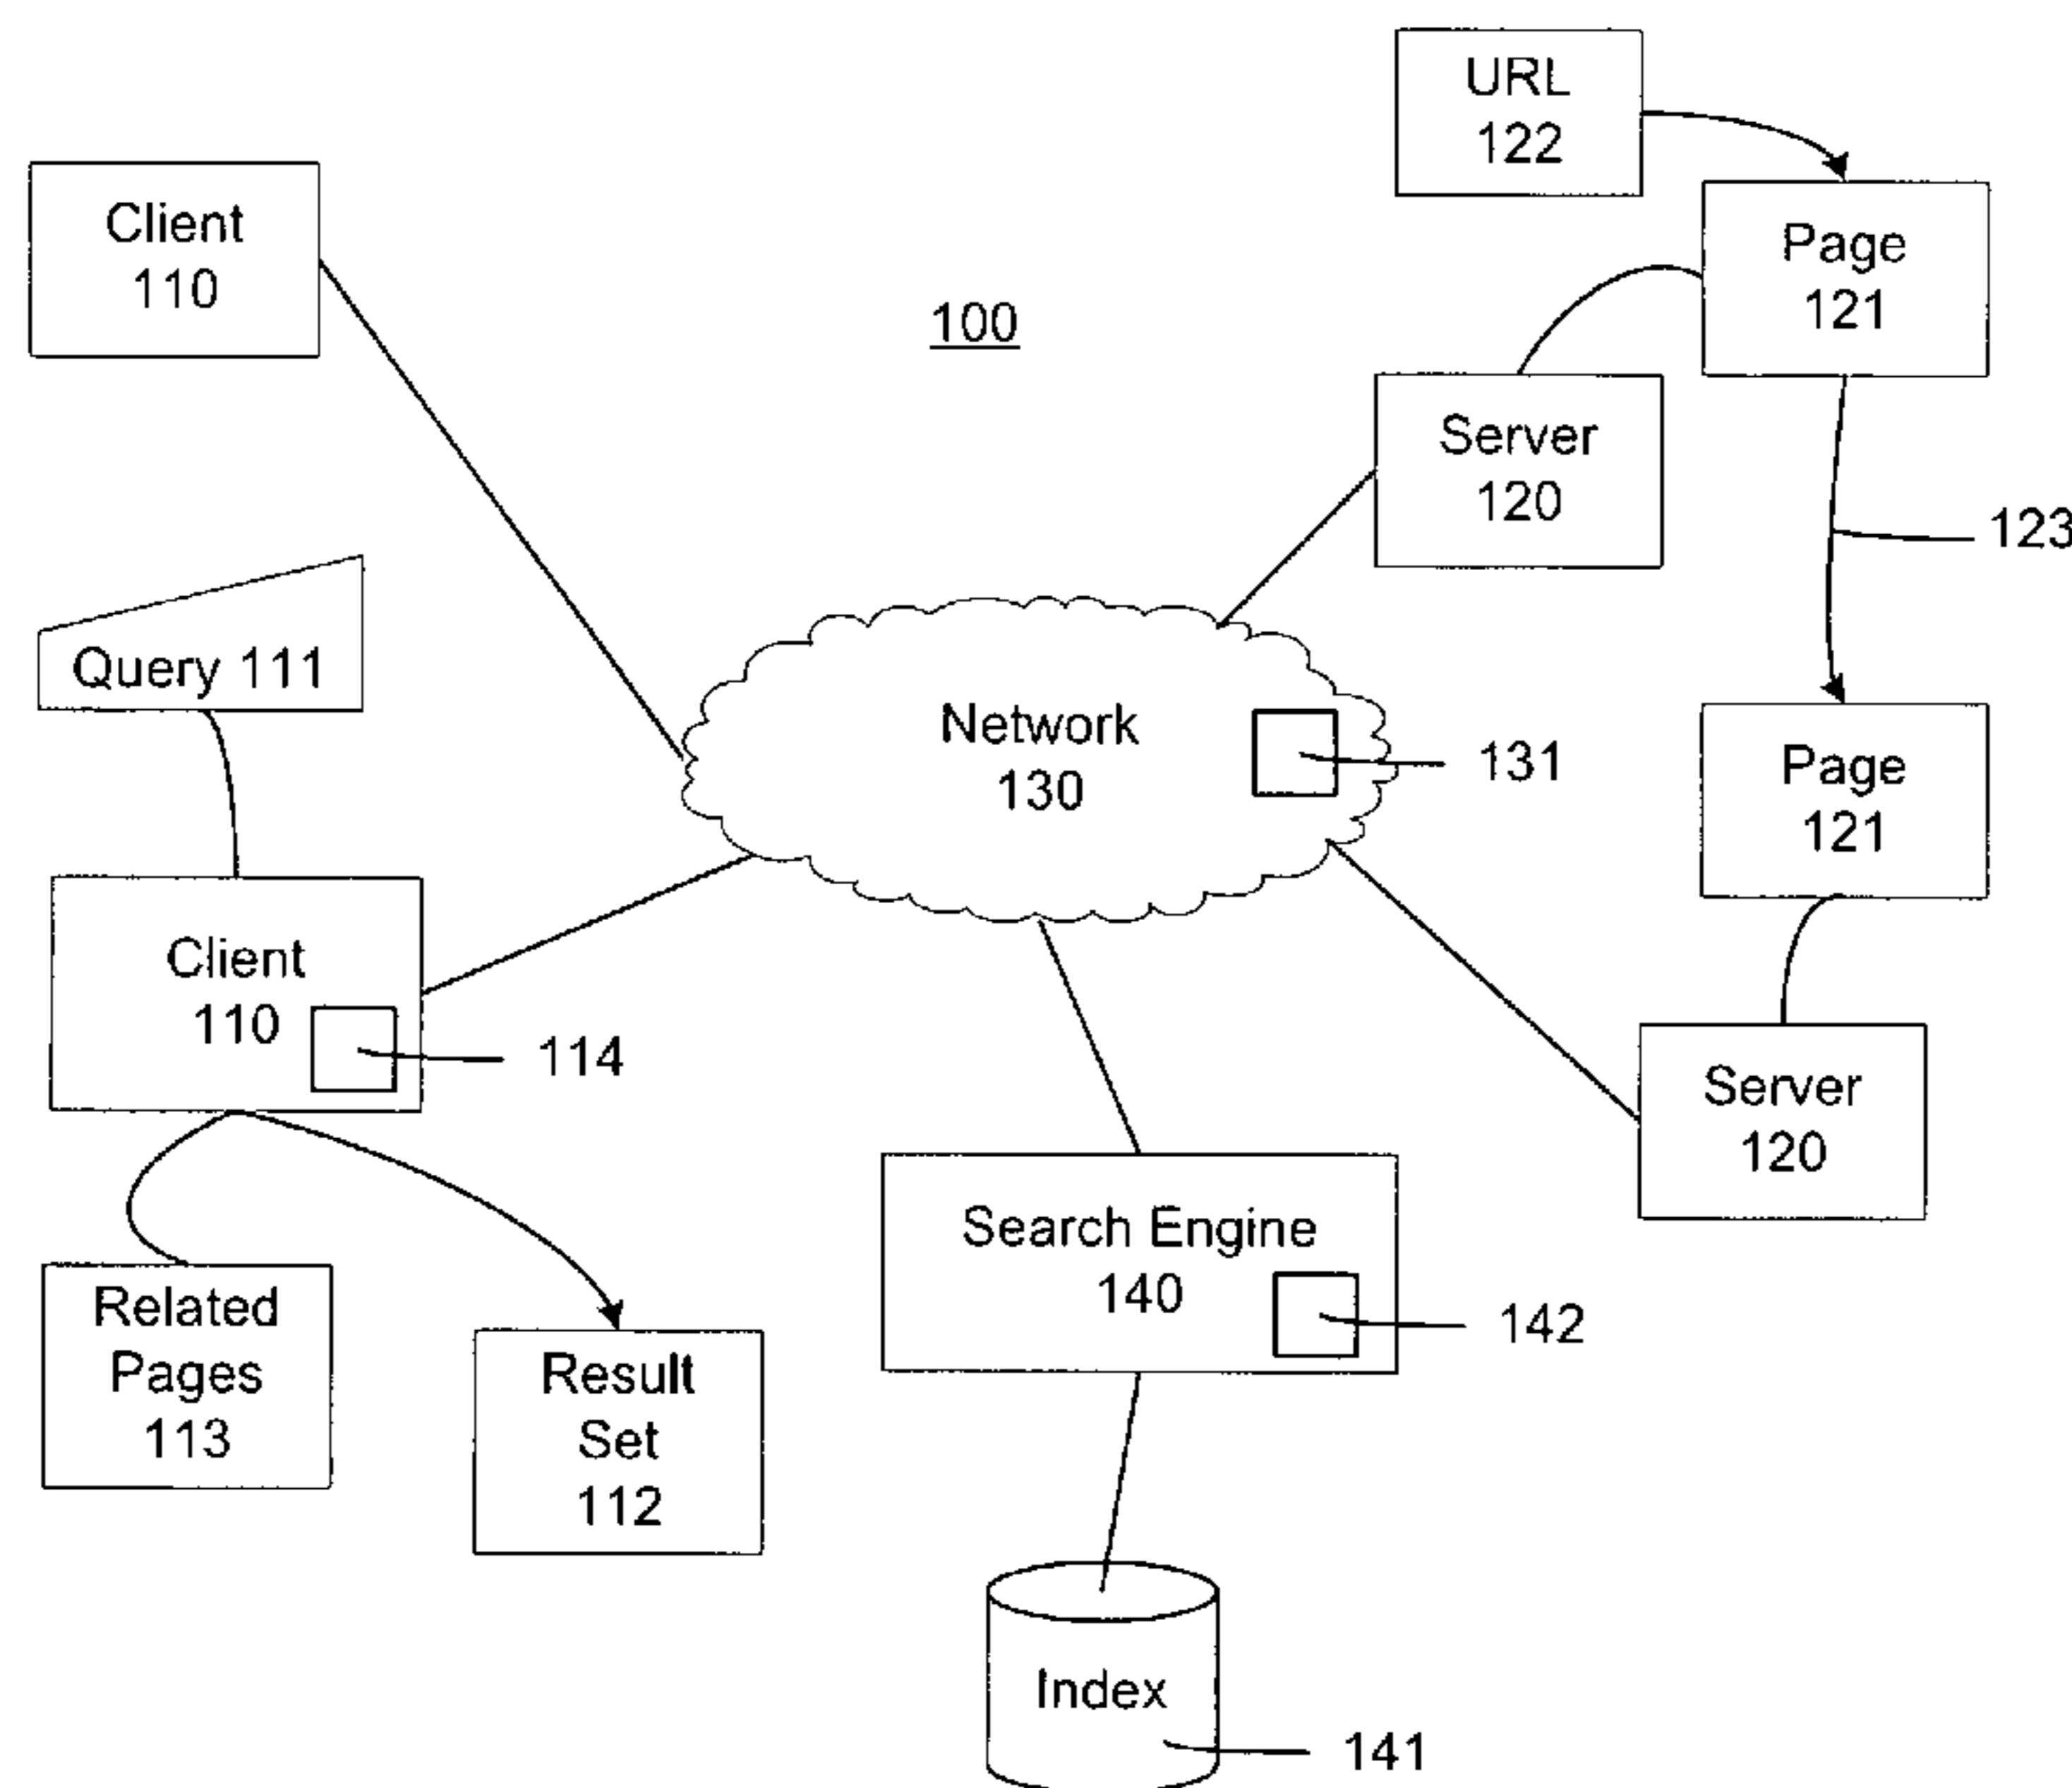 URL
122
Client
110
Page
121
100
Server
120
123
Query 111
Network
130
131
Page
121
Client
110
114
Server
120
Search Engine
140
142
Related
Pages
113
Result
Set
112
Index
141